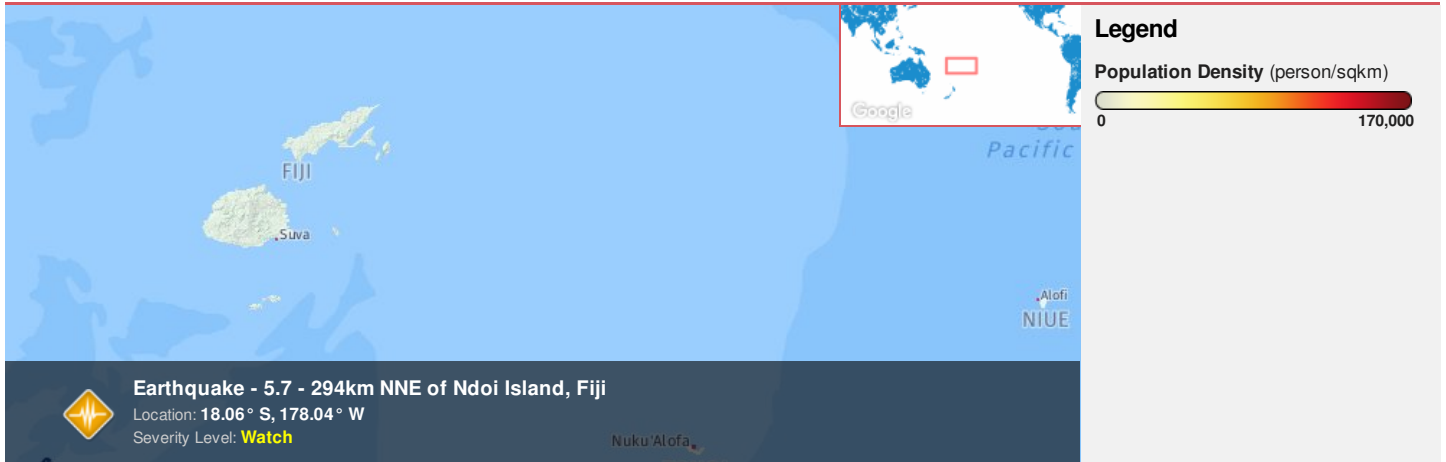 Google
Pacific
FIJI
Suva
Alofi
NIUE
Earthquake - 5.7 - 294km NNE of Ndoi Island, Fiji
Location: 18.06° S, 178.04° W
Severity Level: Watch
Nuku'Alofa
Legend
Population Density (person/sqkm)
0 170,000